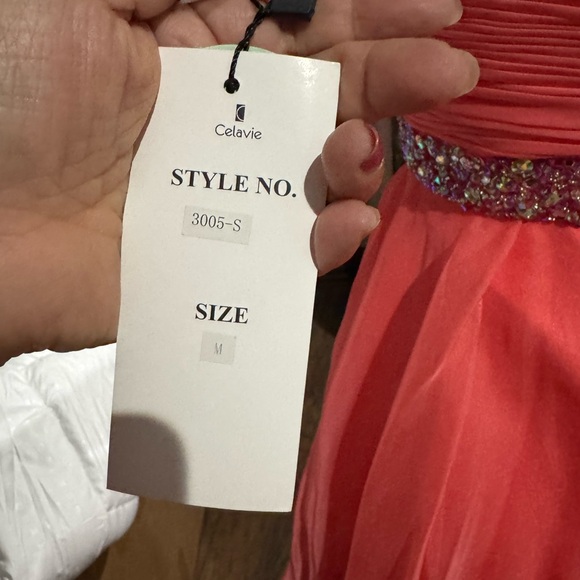 Celavie
STYLE NO.
3005-S
SIZE
M